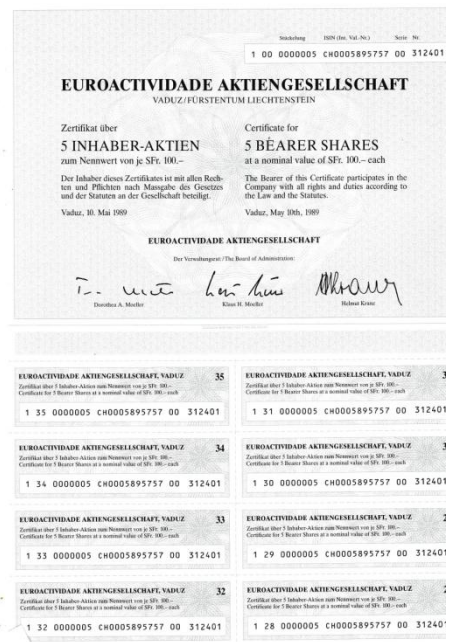 Stückelung ISIN (Int. Val.-Nr.) Serie Nr.
1 00 0000005 CH0005895757 00 312401
EUROACTIVIDADE AKTIENGESELLSCHAFT
VADUZ/FÜRSTENTUM LIECHTENSTEIN
Zertifikat über
5 INHABER-AKTIEN
zum Nennwert von je SFr. 100.–
Der Inhaber dieses Zertifikates ist mit allen Rech-
ten und Pflichten nach Massgabe des Gesetzes
und der Statuten an der Gesellschaft beteiligt.
Vaduz, 10. Mai 1989
Certificate for
5 BEARER SHARES
at a nominal value of SFr. 100.– each
The Bearer of this Certificate participates in the
Company with all rights and duties according to
the Law and the Statutes.
Vaduz, May 10th, 1989
EUROACTIVIDADE AKTIENGESELLSCHAFT
Der Verwaltungsrat/The Board of Administration:
Dorothea A. Moeller Klaus H. Moeller Helmut Kranz
EUROACTIVIDADE AKTIENGESELLSCHAFT, VADUZ 35
Zertifikat über 5 Inhaber-Aktien zum Nennwert von je SFr. 100.–
Certificate for 5 Bearer Shares at a nominal value of SFr. 100.– each
1 35 0000005 CH0005895757 00 312401
EUROACTIVIDADE AKTIENGESELLSCHAFT, VADUZ 3
Zertifikat über 5 Inhaber-Aktien zum Nennwert von je SFr. 100.–
Certificate for 5 Bearer Shares at a nominal value of SFr. 100.– each
1 31 0000005 CH0005895757 00 312401
EUROACTIVIDADE AKTIENGESELLSCHAFT, VADUZ 34
Zertifikat über 5 Inhaber-Aktien zum Nennwert von je SFr. 100.–
Certificate for 5 Bearer Shares at a nominal value of SFr. 100.– each
1 34 0000005 CH0005895757 00 312401
EUROACTIVIDADE AKTIENGESELLSCHAFT, VADUZ 3
Zertifikat über 5 Inhaber-Aktien zum Nennwert von je SFr. 100.–
Certificate for 5 Bearer Shares at a nominal value of SFr. 100.– each
1 30 0000005 CH0005895757 00 312401
EUROACTIVIDADE AKTIENGESELLSCHAFT, VADUZ 33
Zertifikat über 5 Inhaber-Aktien zum Nennwert von je SFr. 100.–
Certificate for 5 Bearer Shares at a nominal value of SFr. 100.– each
1 33 0000005 CH0005895757 00 312401
EUROACTIVIDADE AKTIENGESELLSCHAFT, VADUZ 2
Zertifikat über 5 Inhaber-Aktien zum Nennwert von je SFr. 100.–
Certificate for 5 Bearer Shares at a nominal value of SFr. 100.– each
1 29 0000005 CH0005895757 00 312401
EUROACTIVIDADE AKTIENGESELLSCHAFT, VADUZ 32
Zertifikat über 5 Inhaber-Aktien zum Nennwert von je SFr. 100.–
Certificate for 5 Bearer Shares at a nominal value of SFr. 100.– each
1 32 0000005 CH0005895757 00 312401
EUROACTIVIDADE AKTIENGESELLSCHAFT, VADUZ 2
Zertifikat über 5 Inhaber-Aktien zum Nennwert von je SFr. 100.–
Certificate for 5 Bearer Shares at a nominal value of SFr. 100.– each
1 28 0000005 CH0005895757 00 312401